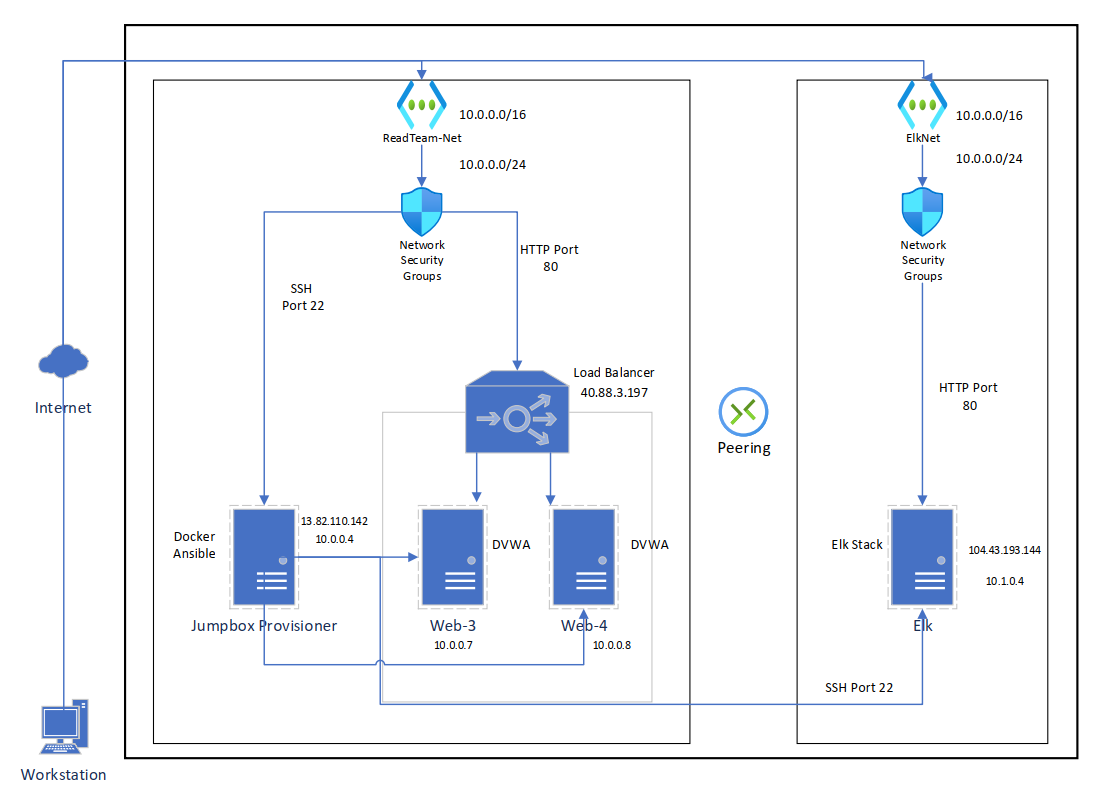 10.0.0.0/16
ReadTeam-Net
10.0.0.0/24
Network
Security
Groups
SSH
Port 22
HTTP Port
80
Load Balancer
40.88.3.197
Internet
Peering
Docker
Ansible
13.82.110.142
10.0.0.4
Jumpbox Provisioner
DVWA
Web-3
10.0.0.7
DVWA
Web-4
10.0.0.8
10.0.0.0/16
ElkNet
10.0.0.0/24
Network
Security
Groups
HTTP Port
80
Elk Stack
104.43.193.144
10.1.0.4
Elk
SSH Port 22
Workstation